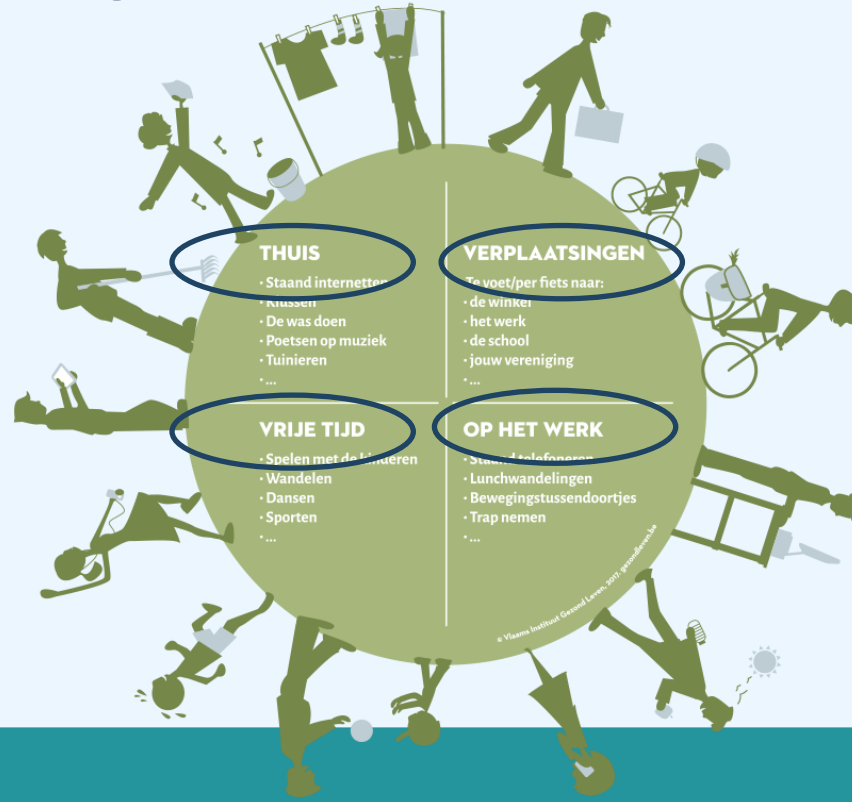 THUIS
· Staand internetten
· Klussen
· De was doen
· Poetsen op muziek
· Tuinieren
· ...
VERPLAATSINGEN
Te voet/per fiets naar:
· de winkel
· het werk
· de school
· jouw vereniging
· ...
VRIJE TIJD
· Spelen met de kinderen
· Wandelen
· Dansen
· Sporten
· ...
OP HET WERK
· Staand telefoneren
· Lunchwandelingen
· Bewegingstussendoortjes
· Trap nemen
· ...
© Vlaams Instituut Gezond Leven, 2017. gezondleven.be